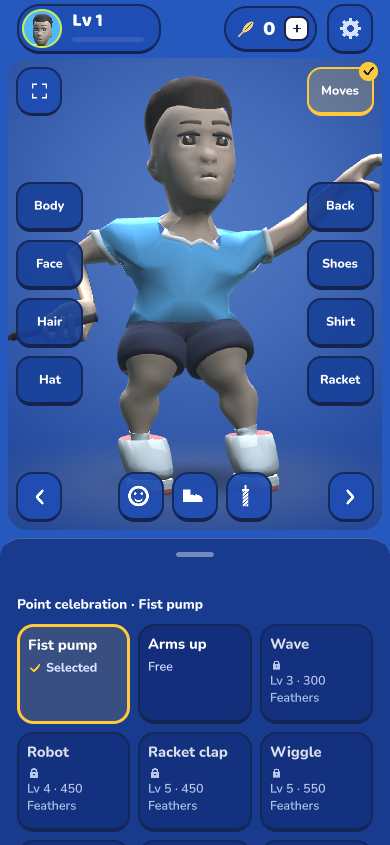 Lv 1
0
+
Moves
Body
Back
Face
Shoes
Hair
Shirt
Hat
Racket
Point celebration · Fist pump
Fist pump
Selected
Arms up
Free
Wave
Lv 3 · 300
Feathers
Robot
Lv 4 · 450
Feathers
Racket clap
Lv 5 · 450
Feathers
Wiggle
Lv 5 · 550
Feathers